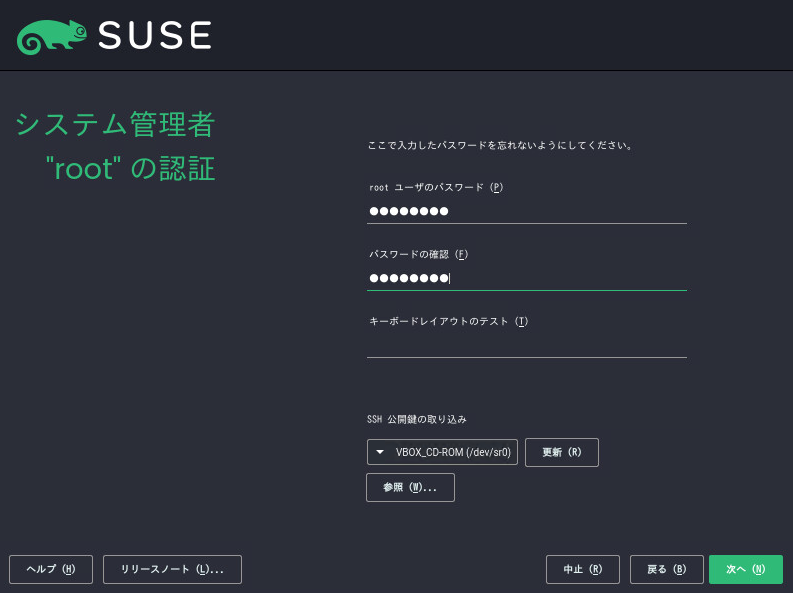 SUSE
システム管理者
"root" の認証
ここで入力したパスワードを忘れないようにしてください。
root ユーザのパスワード (P)
●●●●●●●●
パスワードの確認 (F)
●●●●●●●●
キーボードレイアウトのテスト (T)
SSH 公開鍵の取り込み
VBOX_CD-ROM (/dev/sr0)
更新 (R)
参照 (W)...
ヘルプ (H)
リリースノート (L)...
中止 (R)
戻る (B)
次へ (N)